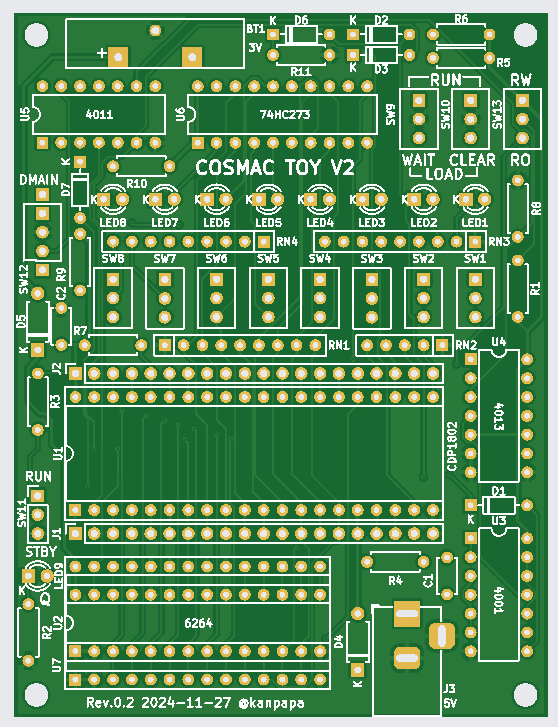 BT1
3V
K D6
K D2
R6
K D3
R5
R11
RUN
RW
U5
4011
U6
74HC273
SW9
SW10
SW13
WAIT
CLEAR
RO
LOAD
COSMAC TOY V2
K
D7
R10
DMAIN
SW12
K LED8
K LED7
K LED6
K LED5
K LED4
K LED3
K LED2
K LED1
R8
RN4
RN3
SW8
SW7
SW6
SW5
SW4
SW3
SW2
SW1
R9
C2
R1
D5
K
R7
RN1
RN2
U4
J2
R3
4013
CDP1802
U1
RUN
SW11
STBY
J1
K D1
U3
LED9
K
J2
R2
U2
6264
U7
R4
C1
4001
D4
K
J3
5V
Rev.0.2 2024-11-27 @kanpapa